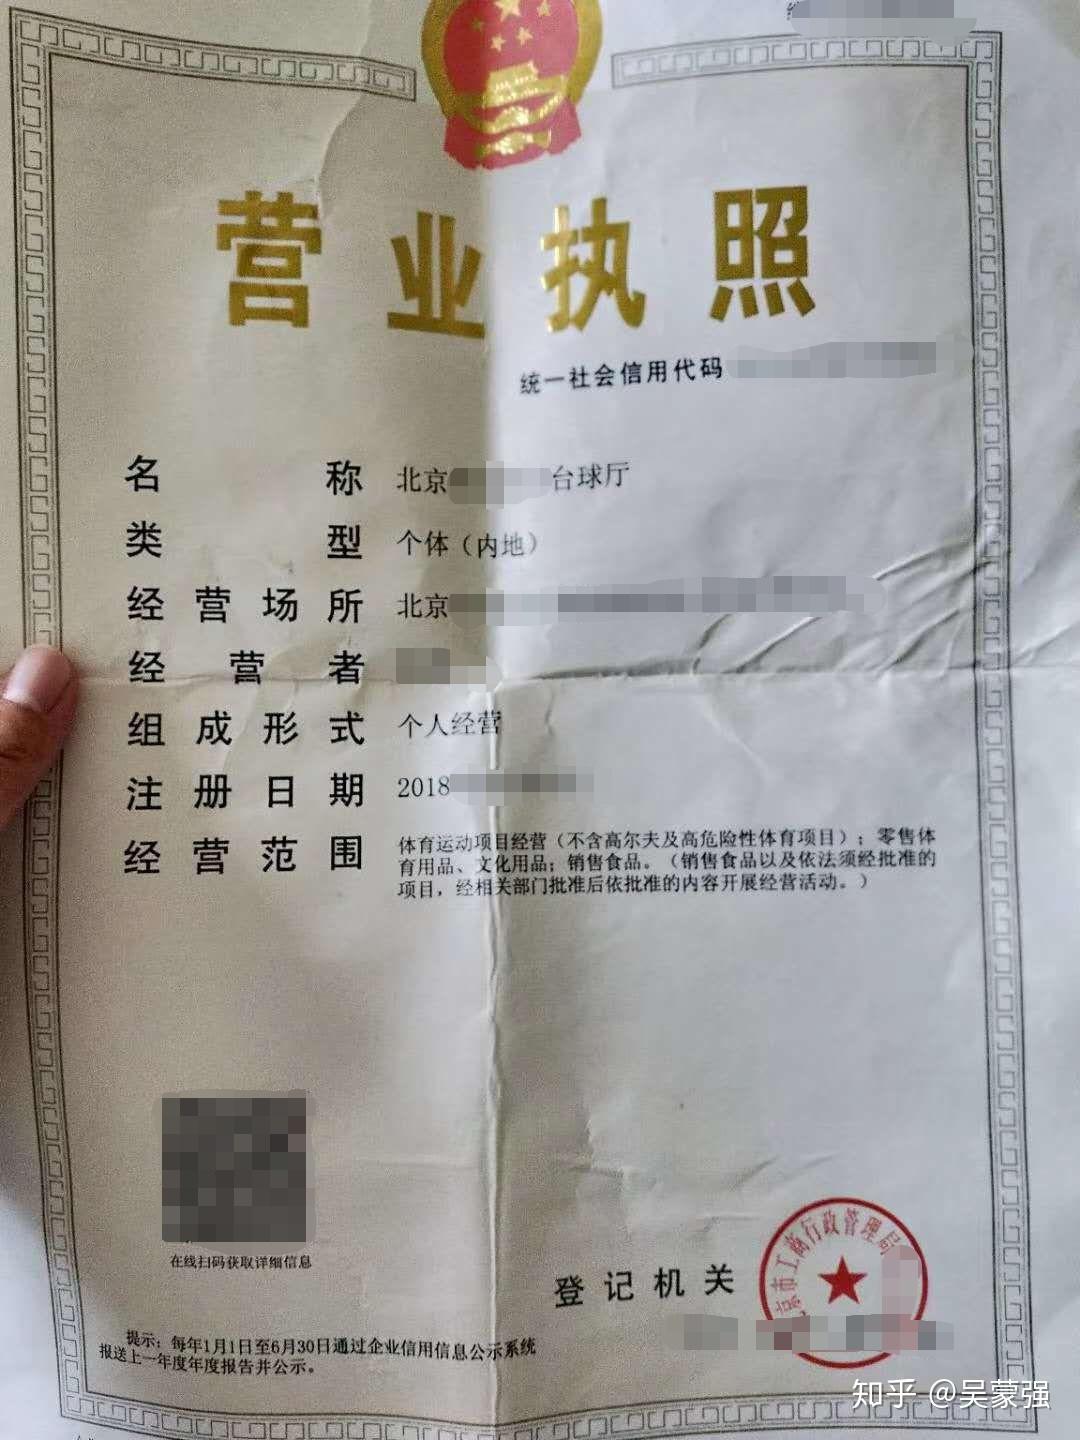 营业执照
统一社会信用代码
名称 北京 台球厅
类型 个体（内地）
经营场所 北京
经营者
组成形式 个人经营
注册日期 2018
经营范围 体育运动项目经营（不含高尔夫及高危险性体育项目）；零售体
育用品、文化用品；销售食品。（销售食品以及依法须经批准的
项目，经相关部门批准后依批准的内容开展经营活动。）
在线扫码获取详细信息
登记机关
京市工商行政管理局
提示：每年1月1日至6月30日通过企业信用信息公示系统
报送上一年度年度报告并公示。
知乎 @吴蒙强